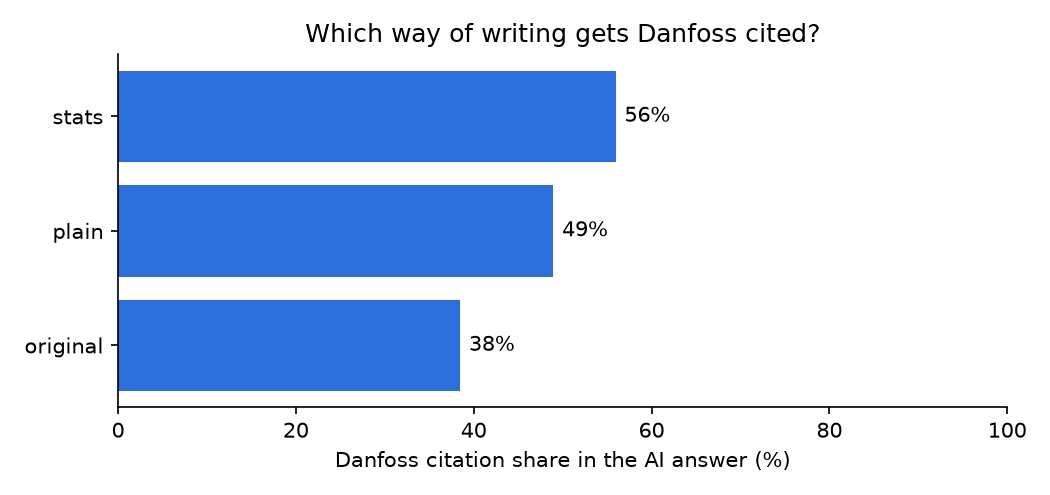 Which way of writing gets Danfoss cited?
stats
56%
plain
49%
original
38%
0 20 40 60 80 100
Danfoss citation share in the AI answer (%)